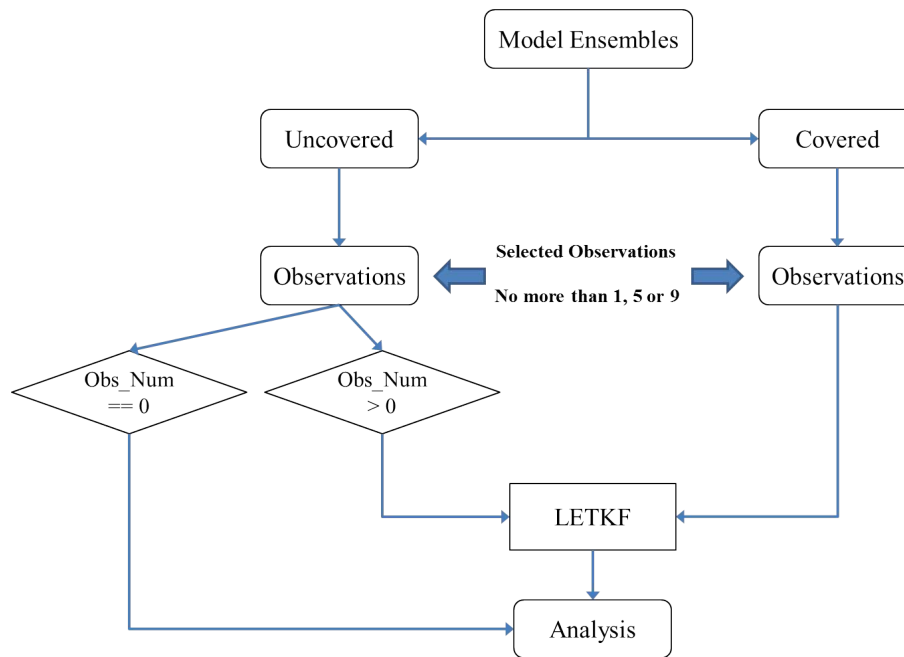 Model Ensembles
Uncovered
Covered
Observations
Selected Observations
No more than 1, 5 or 9
Observations
Obs_Num
== 0
Obs_Num
> 0
LETKF
Analysis